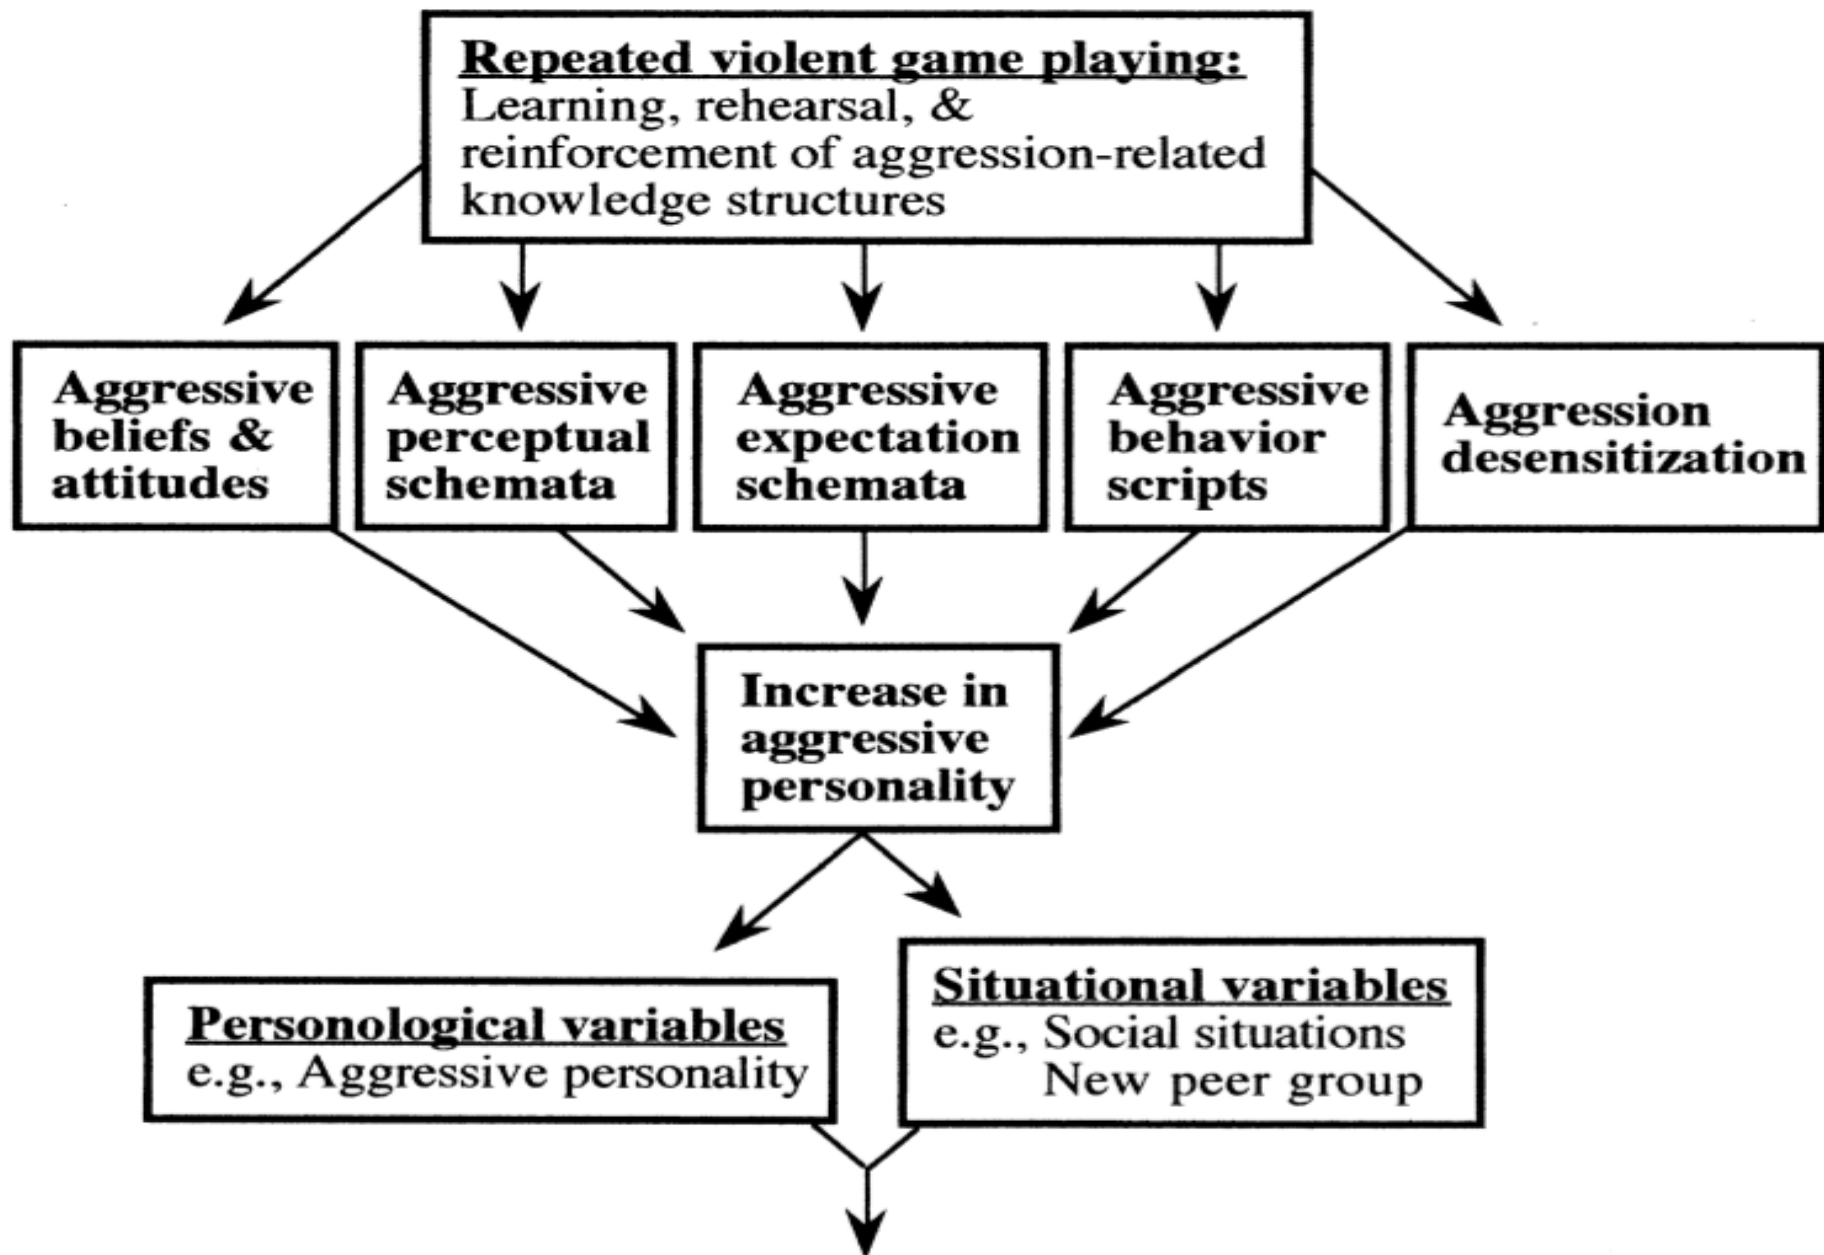 Repeated violent game playing:
Learning, rehearsal, &
reinforcement of aggression-related
knowledge structures
Aggressive
beliefs &
attitudes
Aggressive
perceptual
schemata
Aggressive
expectation
schemata
Aggressive
behavior
scripts
Aggression
desensitization
Increase in
aggressive
personality
Personological variables
e.g., Aggressive personality
Situational variables
e.g., Social situations
New peer group